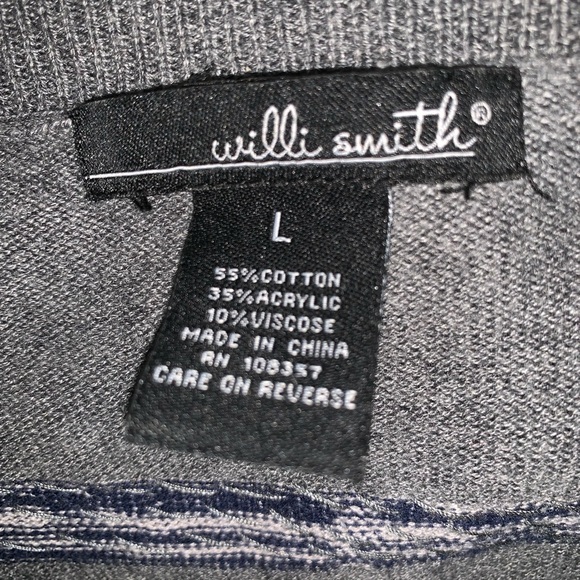 willi smith®
L
55%COTTON
35%ACRYLIC
10%VISCOSE
MADE IN CHINA
RN 108357
CARE ON REVERSE